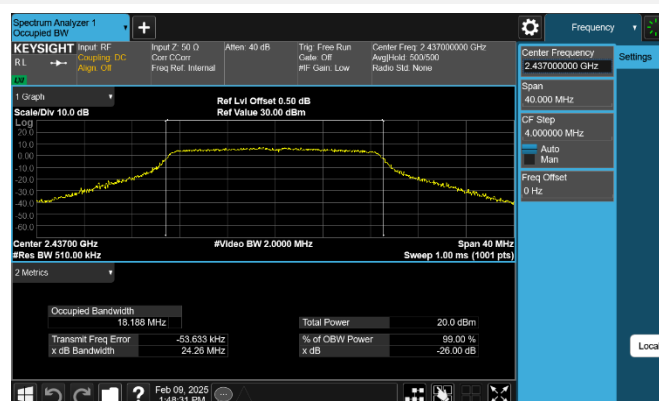 Spectrum Analyzer 1
Occupied BW
+
Frequency
KEYSIGHT
RL
LV
Input: RF
Coupling: DC
Align: Off
Input Z: 50 Ω
Corr CCorr
Freq Ref: Internal
Atten: 40 dB
Trig: Free Run
Gate: Off
#IF Gain: Low
Center Freq: 2.437000000 GHz
Avg|Hold: 500/500
Radio Std: None
1 Graph
Scale/Div 10.0 dB
Ref Lvl Offset 0.50 dB
Ref Value 30.00 dBm
Log
20.0
10.0
0.00
-10.0
-20.0
-30.0
-40.0
-50.0
-60.0
Center 2.43700 GHz
#Res BW 510.00 kHz
#Video BW 2.0000 MHz
Span 40 MHz
Sweep 1.00 ms (1001 pts)
2 Metrics
Occupied Bandwidth
18.188 MHz
Total Power 20.0 dBm
Transmit Freq Error -53.633 kHz
% of OBW Power 99.00 %
x dB Bandwidth 24.26 MHz
x dB -26.00 dB
Feb 09, 2025
1:48:31 PM
?
Center Frequency
2.437000000 GHz
Settings
Span
40.000 MHz
CF Step
4.000000 MHz
Auto
Man
Freq Offset
0 Hz
Local